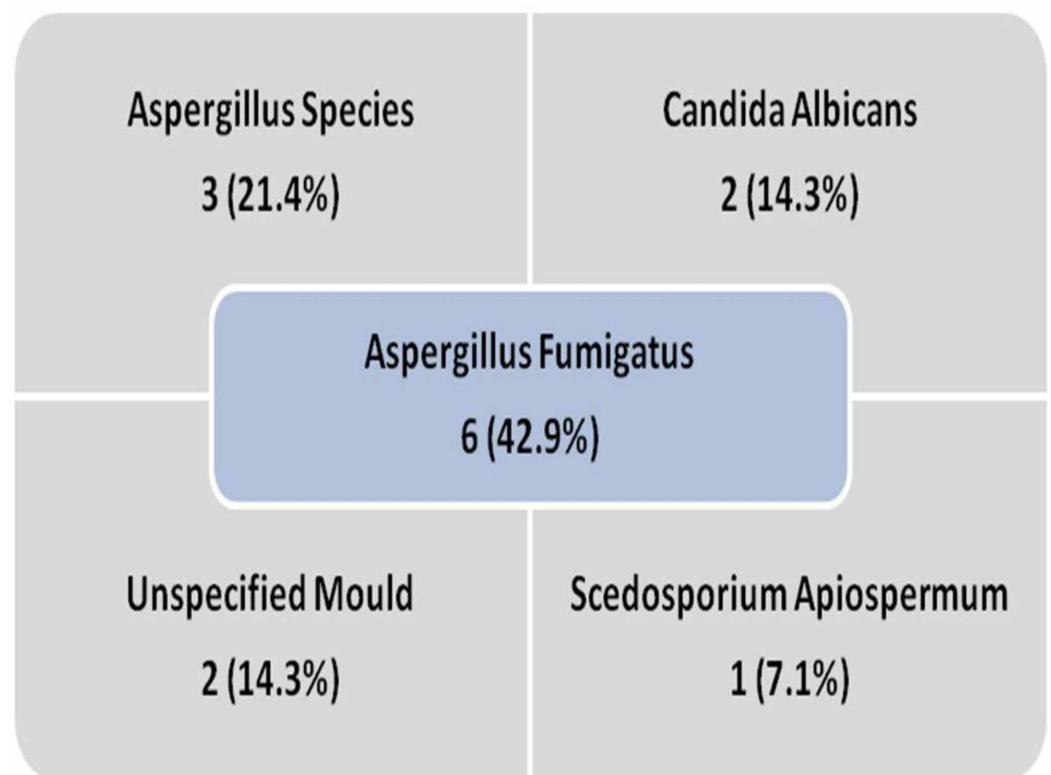 Aspergillus Species
3 (21.4%)
Candida Albicans
2 (14.3%)
Aspergillus Fumigatus
6 (42.9%)
Unspecified Mould
2 (14.3%)
Scedosporium Apiospermum
1 (7.1%)